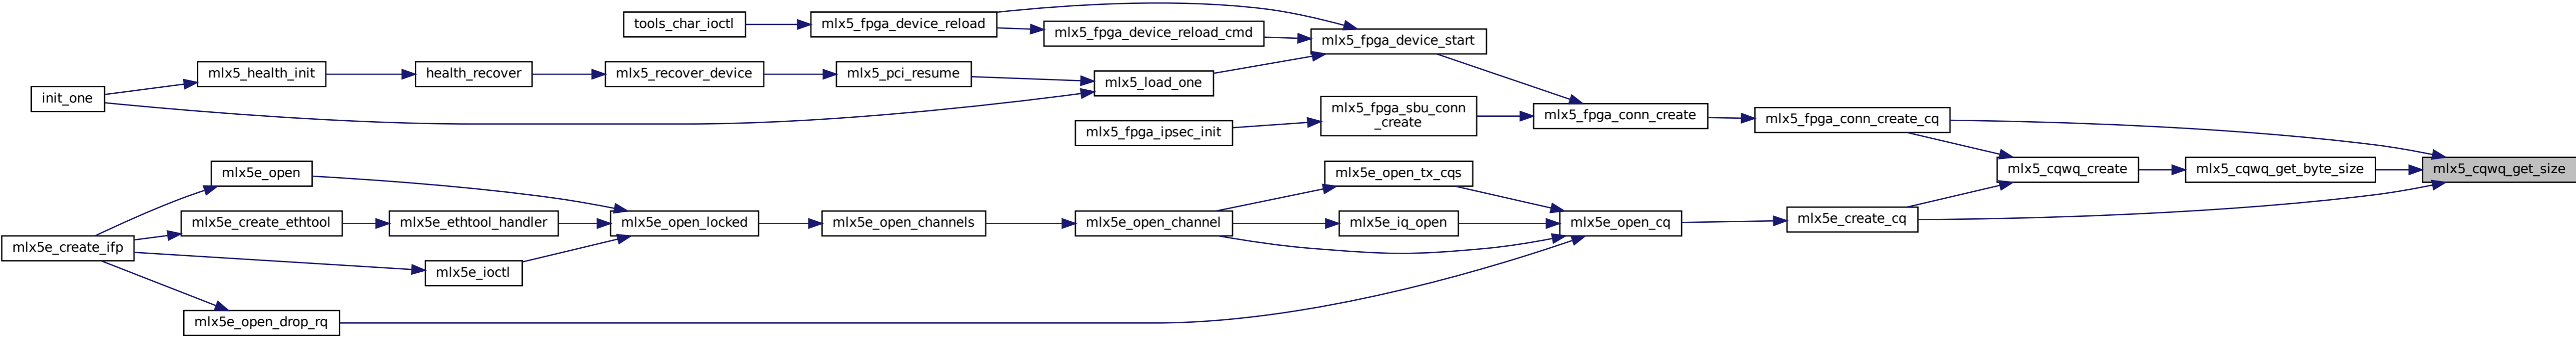 tools_char_ioctl
mlx5_fpga_device_reload
mlx5_fpga_device_reload_cmd
mlx5_fpga_device_start
mlx5_health_init
health_recover
mlx5_recover_device
mlx5_pci_resume
mlx5_load_one
init_one
mlx5_fpga_sbu_conn
_create
mlx5_fpga_conn_create
mlx5_fpga_conn_create_cq
mlx5_fpga_ipsec_init
mlx5e_open
mlx5e_open_tx_cqs
mlx5_cqwq_create
mlx5_cqwq_get_byte_size
mlx5_cqwq_get_size
mlx5e_create_ethtool
mlx5e_ethtool_handler
mlx5e_open_locked
mlx5e_open_channels
mlx5e_open_channel
mlx5e_iq_open
mlx5e_open_cq
mlx5e_create_cq
mlx5e_create_ifp
mlx5e_ioctl
mlx5e_open_drop_rq